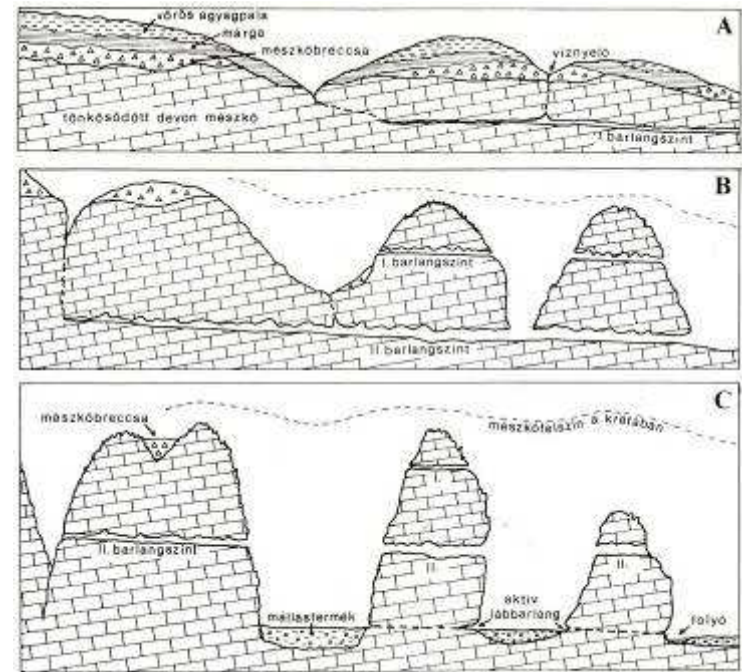 vörös agyagpala
márga
mészkőbreccsa
víznyelő
A
tönkösödött devon mészkő
I. barlangszint
B
I. barlangszint
II. barlangszint
C
mészkőbreccsa
mészkőfelszín a krétában
I.
II. barlangszint
II.
II.
mállástermék
aktív
lábbarlang
folyó